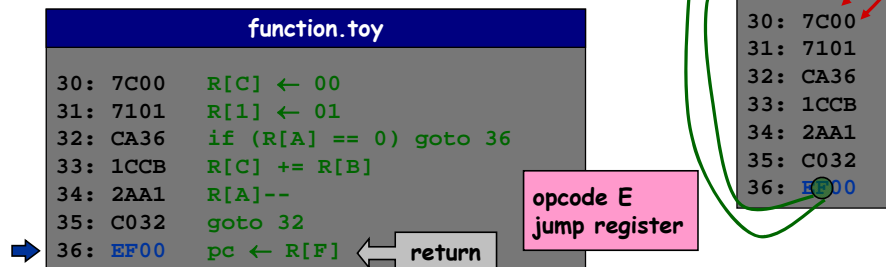 function.toy
30: 7C00 R[C] ← 00
31: 7101 R[1] ← 01
32: CA36 if (R[A] == 0) goto 36
33: 1CCB R[C] += R[B]
34: 2AA1 R[A]--
35: C032 goto 32
36: EF00 pc ← R[F]
return
opcode E
jump register
30: 7C00
31: 7101
32: CA36
33: 1CCB
34: 2AA1
35: C032
36: EF00